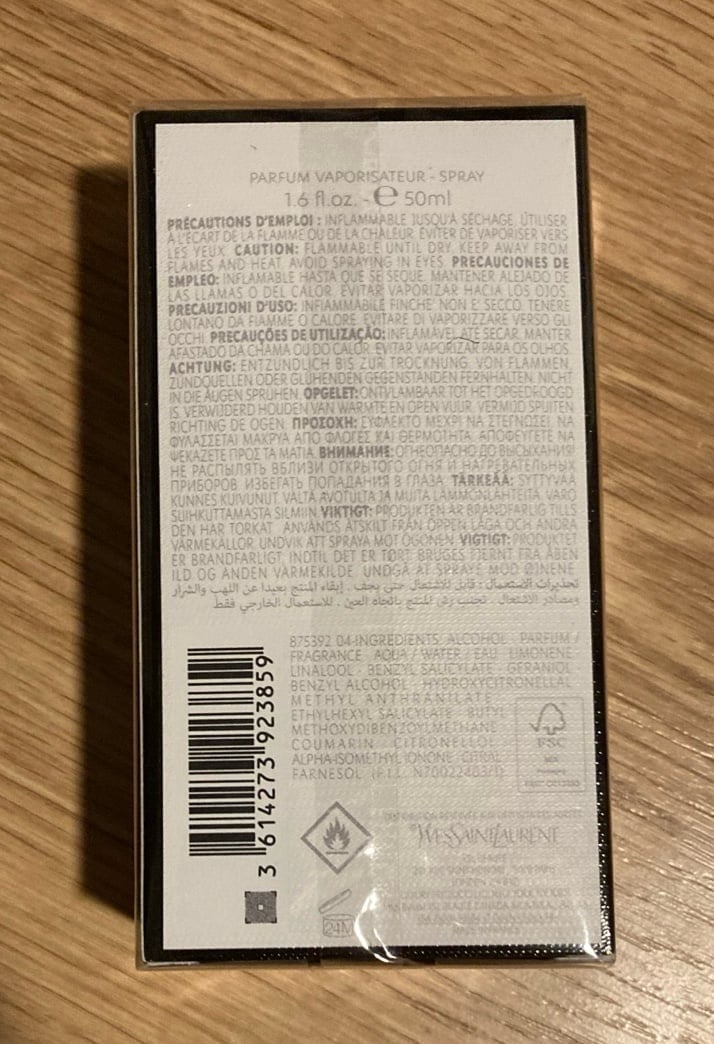 PARFUM VAPORISATEUR - SPRAY
1.6 fl.oz. - ℮ 50ml
PRÉCAUTIONS D'EMPLOI : INFLAMMABLE JUSQU'À SÉCHAGE, UTILISER
À L'ÉCART DE LA FLAMME OU DE LA CHALEUR. ÉVITER DE VAPORISER VERS
LES YEUX. CAUTION: FLAMMABLE UNTIL DRY. KEEP AWAY FROM
FLAMES AND HEAT. AVOID SPRAYING IN EYES. PRECAUCIONES DE
EMPLEO: INFLAMABLE HASTA QUE SE SEQUE. MANTENER ALEJADO DE
LAS LLAMAS O DEL CALOR. EVITAR VAPORIZAR HACIA LOS OJOS.
PRECAUZIONI D'USO: INFIAMMABILE FINCHE' NON E' SECCO. TENERE
LONTANO DA FIAMME O CALORE. EVITARE DI VAPORIZZARE VERSO GLI
OCCHI. PRECAUÇÕES DE UTILIZAÇÃO: INFLAMÁVEL ATÉ SECAR. MANTER
AFASTADO DA CHAMA OU DO CALOR. EVITAR VAPORIZAR PARA OS OLHOS.
ACHTUNG: ENTZÜNDLICH BIS ZUR TROCKNUNG. VON FLAMMEN,
ZÜNDQUELLEN ODER GLÜHENDEN GEGENSTÄNDEN FERNHALTEN. NICHT
IN DIE AUGEN SPRÜHEN. OPGELET: ONTVLAMBAAR TOT HET OPGEDROOGD
IS. VERWIJDERD HOUDEN VAN WARMTE EN OPEN VUUR. VERMIJD SPUITEN
RICHTING DE OGEN. ΠΡΟΣΟΧΗ: ΕΥΦΛΕΚΤΟ ΜΕΧΡΙ ΝΑ ΣΤΕΓΝΩΣΕΙ. ΝΑ
ΦΥΛΑΣΣΕΤΑΙ ΜΑΚΡΥΑ ΑΠΟ ΦΛΟΓΕΣ ΚΑΙ ΘΕΡΜΟΤΗΤΑ. ΑΠΟΦΕΥΓΕΤΕ ΝΑ
ΨΕΚΑΖΕΤΕ ΠΡΟΣ ΤΑ ΜΑΤΙΑ. ВНИМАНИЕ: ОГНЕОПАСНО ДО ВЫСЫХАНИЯ!
НЕ РАСПЫЛЯТЬ ВБЛИЗИ ОТКРЫТОГО ОГНЯ И НАГРЕВАТЕЛЬНЫХ
ПРИБОРОВ. ИЗБЕГАТЬ ПОПАДАНИЯ В ГЛАЗА. TÄRKEÄÄ: SYTTYVÄÄ
KUNNES KUIVUNUT. VÄLTÄ AVOTULTA JA MUITA LÄMMÖNLÄHTEITÄ. VARO
SUIHKUTTAMASTA SILMIIN. VIKTIGT: PRODUKTEN ÄR BRANDFARLIG TILLS
DEN HAR TORKAT. ANVÄNDS ÅTSKILT FRÅN ÖPPEN LÅGA OCH ANDRA
VÄRMEKÄLLOR. UNDVIK ATT SPRAYA MOT ÖGONEN. VIGTIGT: PRODUKTET
ER BRANDFARLIGT INDTIL DET ER TØRT. BRUGES FJERNT FRA ÅBEN
ILD OG ANDEN VARMEKILDE. UNDGÅ AT SPRAYE MOD ØJNENE.
تحذيرات الاستعمال : قابل للاشتعال حتى يجف . إبقاء المنتج بعيدا عن اللهب والشرار
ومصادر الاشتعال . تجنب رش المنتج باتجاه العين . للاستعمال الخارجي فقط
875392 04-INGREDIENTS: ALCOHOL · PARFUM /
FRAGRANCE · AQUA / WATER / EAU · LIMONENE ·
LINALOOL · BENZYL SALICYLATE · GERANIOL ·
BENZYL ALCOHOL · HYDROXYCITRONELLAL ·
METHYL ANTHRANILATE ·
ETHYLHEXYL SALICYLATE · BUTYL
METHOXYDIBENZOYLMETHANE ·
COUMARIN · CITRONELLOL ·
ALPHA-ISOMETHYL IONONE · CITRAL ·
FARNESOL (F.I.L. N70022403/1)
FSC
MIX
3 614273 923859
YVESSAINTLAURENT
24M